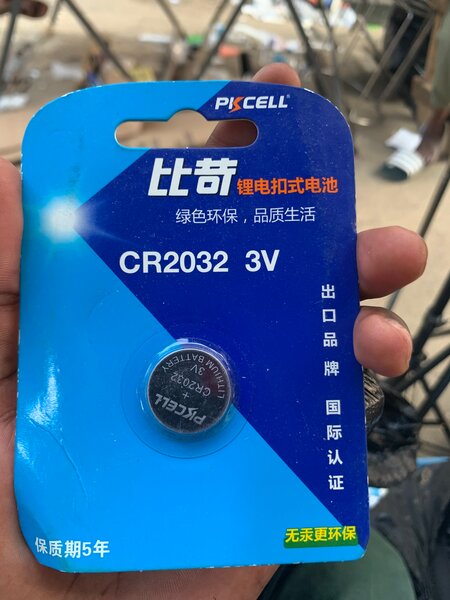 PKCELL
比苛 锂电扣式电池
绿色环保，品质生活
CR2032 3V
出口品牌 国际认证
LITHIUM BATTERY
3V
CR2032
+
PKCELL
保质期5年
无汞更环保